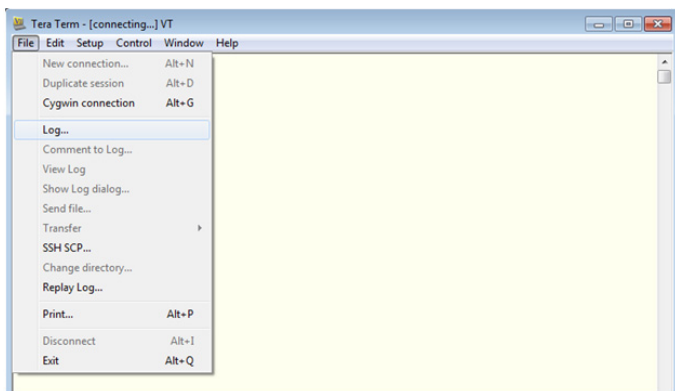 Tera Term - [connecting...] VT
File Edit Setup Control Window Help
New connection... Alt+N
Duplicate session Alt+D
Cygwin connection Alt+G
Log...
Comment to Log...
View Log
Show Log dialog...
Send file...
Transfer
SSH SCP...
Change directory...
Replay Log...
Print... Alt+P
Disconnect Alt+I
Exit Alt+Q